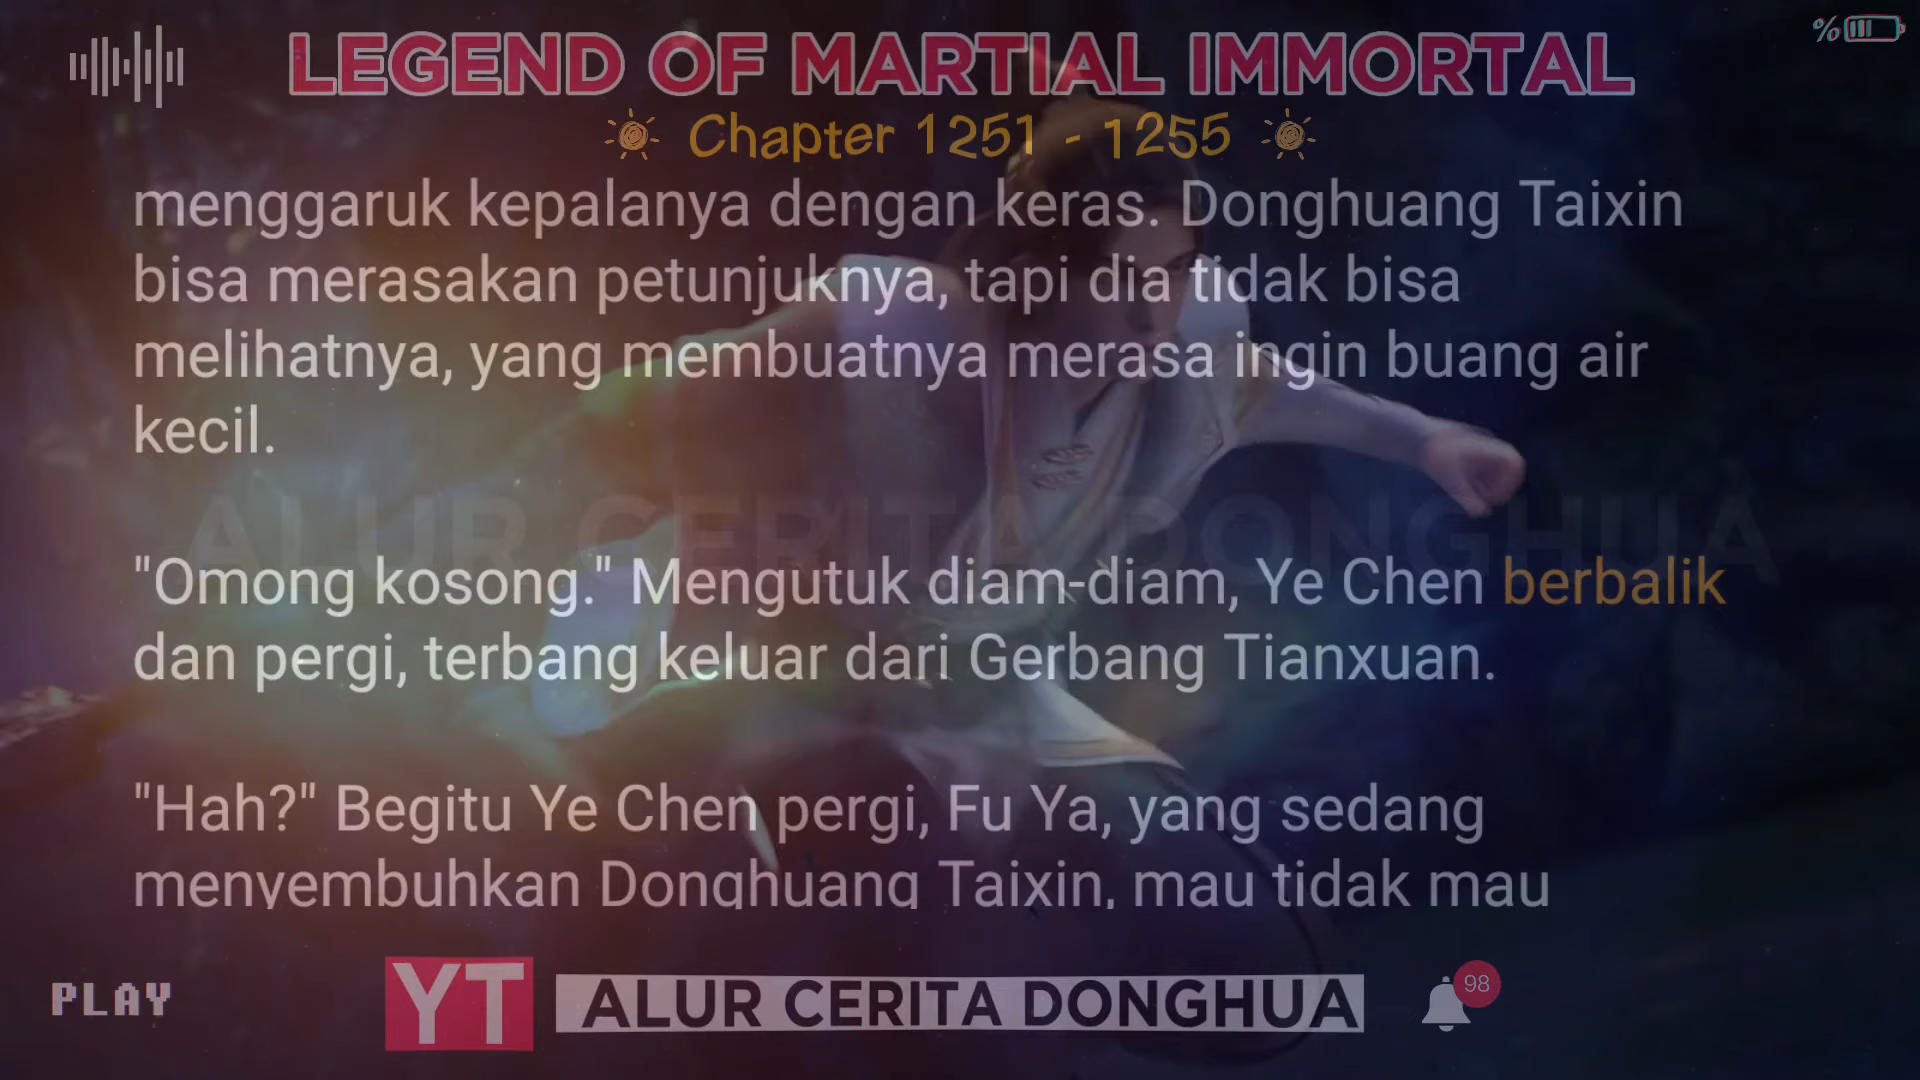 LEGEND OF MARTIAL IMMORTAL
%
Chapter 1251 - 1255
menggaruk kepalanya dengan keras. Donghuang Taixin
bisa merasakan petunjuknya, tapi dia tidak bisa
melihatnya, yang membuatnya merasa ingin buang air
kecil.
ALUR CERITA DONGHUA
"Omong kosong." Mengutuk diam-diam, Ye Chen berbalik
dan pergi, terbang keluar dari Gerbang Tianxuan.
"Hah?" Begitu Ye Chen pergi, Fu Ya, yang sedang
menyembuhkan Donghuang Taixin, mau tidak mau
PLAY
YT
ALUR CERITA DONGHUA
98